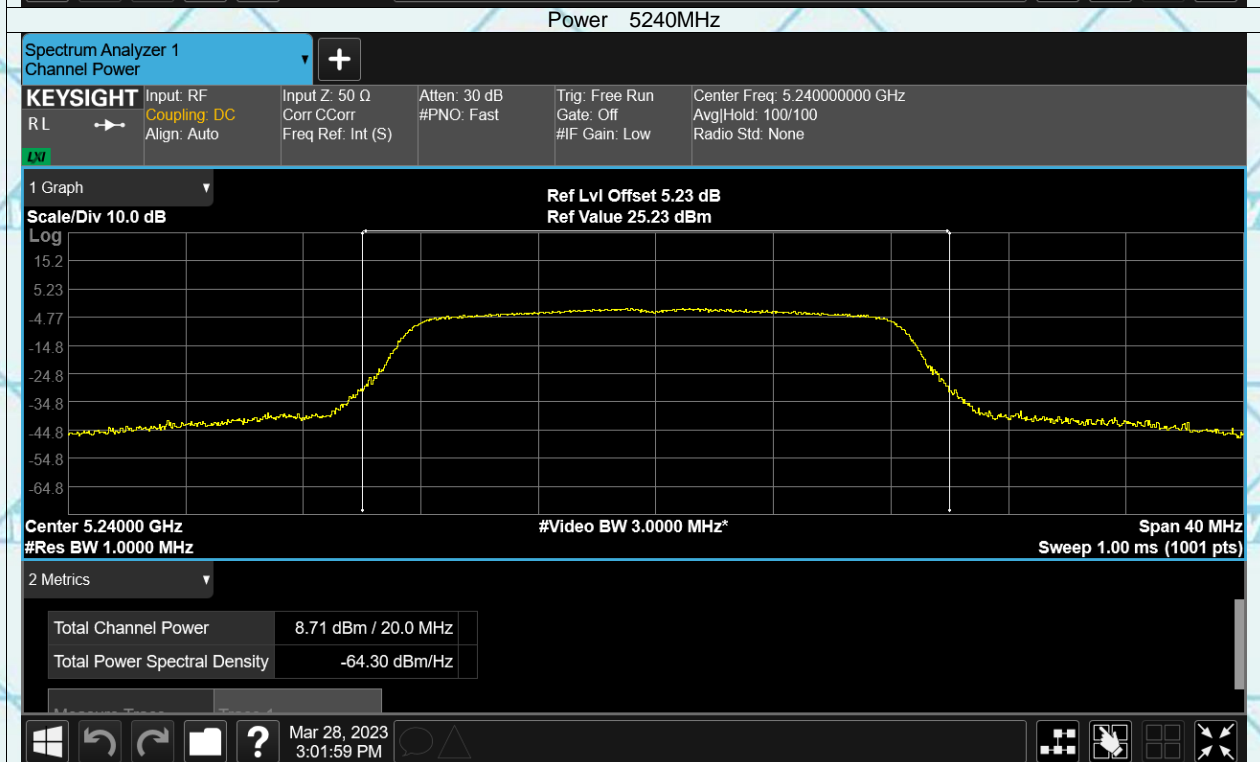 Power 5240MHz
Spectrum Analyzer 1
Channel Power
KEYSIGHT
RL
LXI
Input: RF
Coupling: DC
Align: Auto
Input Z: 50 Ω
Corr CCorr
Freq Ref: Int (S)
Atten: 30 dB
#PNO: Fast
Trig: Free Run
Gate: Off
#IF Gain: Low
Center Freq: 5.240000000 GHz
Avg|Hold: 100/100
Radio Std: None
1 Graph
Scale/Div 10.0 dB
Ref Lvl Offset 5.23 dB
Ref Value 25.23 dBm
Log
15.2
5.23
-4.77
-14.8
-24.8
-34.8
-44.8
-54.8
-64.8
Center 5.24000 GHz
#Video BW 3.0000 MHz*
Span 40 MHz
#Res BW 1.0000 MHz
Sweep 1.00 ms (1001 pts)
2 Metrics
Total Channel Power 8.71 dBm / 20.0 MHz
Total Power Spectral Density -64.30 dBm/Hz
Mar 28, 2023
3:01:59 PM